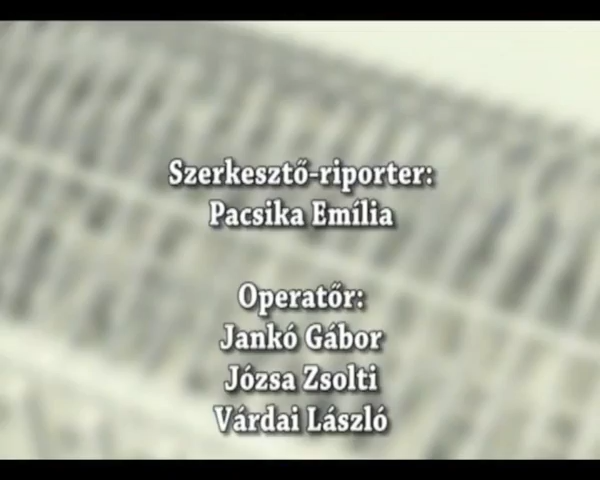 Szerkesztő-riporter:
Pacsika Emília
Operatőr:
Jankó Gábor
Józsa Zsolti
Várdai László